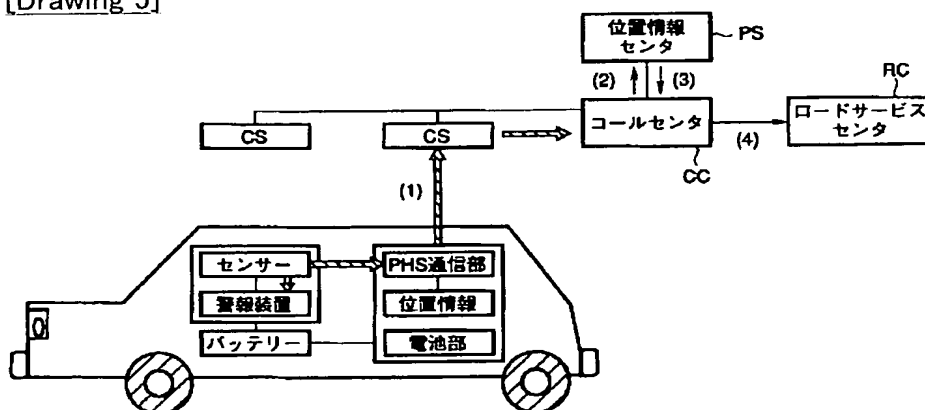 [Drawing 5]
位置情報
センタ
PS
(2)
(3)
RC
CS
CS
コールセンタ
(4)
ロードサービス
センタ
CC
(1)
センサー
PHS通信部
警報装置
位置情報
バッテリー
電池部